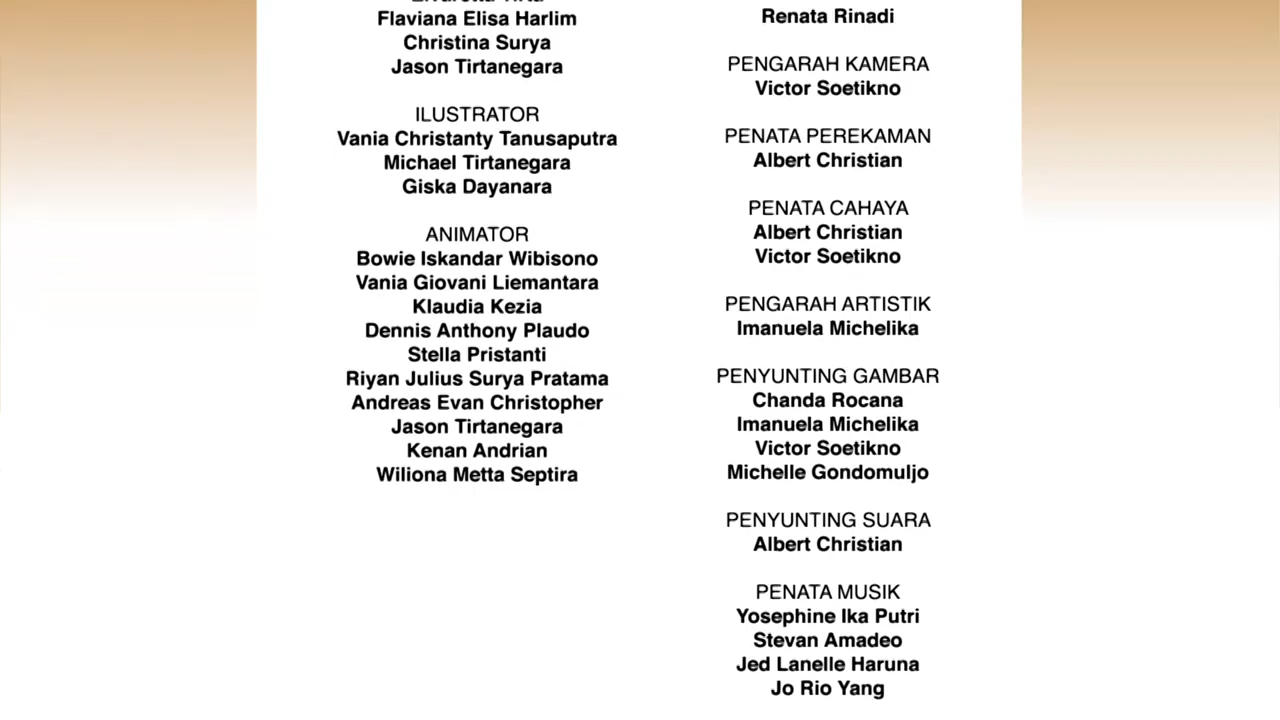 Flaviana Elisa Harlim
Christina Surya
Jason Tirtanegara
ILUSTRATOR
Vania Christanty Tanusaputra
Michael Tirtanegara
Giska Dayanara
ANIMATOR
Bowie Iskandar Wibisono
Vania Giovani Liemantara
Klaudia Kezia
Dennis Anthony Plaudo
Stella Pristanti
Riyan Julius Surya Pratama
Andreas Evan Christopher
Jason Tirtanegara
Kenan Andrian
Wiliona Metta Septira
Renata Rinadi
PENGARAH KAMERA
Victor Soetikno
PENATA PEREKAMAN
Albert Christian
PENATA CAHAYA
Albert Christian
Victor Soetikno
PENGARAH ARTISTIK
Imanuela Michelika
PENYUNTING GAMBAR
Chanda Rocana
Imanuela Michelika
Victor Soetikno
Michelle Gondomuljo
PENYUNTING SUARA
Albert Christian
PENATA MUSIK
Yosephine Ika Putri
Stevan Amadeo
Jed Lanelle Haruna
Jo Rio Yang